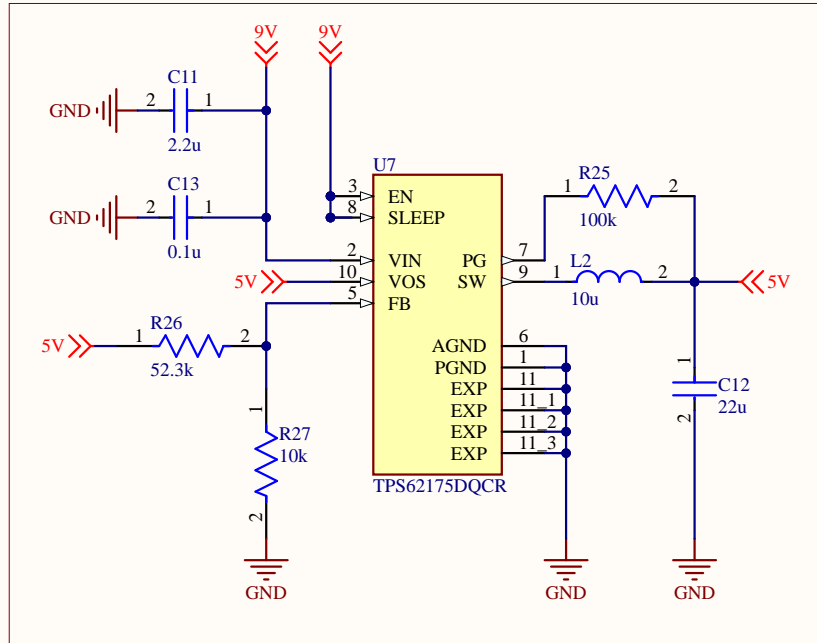 9V
9V
C11
2
1
GND
2.2u
C13
2
1
GND
0.1u
U7
3
EN
8
SLEEP
2
VIN
5V
10
VOS
5
FB
PG
7
SW
9
AGND
6
PGND
1
EXP
11
EXP
11_1
EXP
11_2
EXP
11_3
TPS62175DQCR
R25
1
2
100k
L2
1
2
10u
5V
1
C12
22u
2
GND
GND
5V
R26
1
2
52.3k
1
R27
10k
2
GND